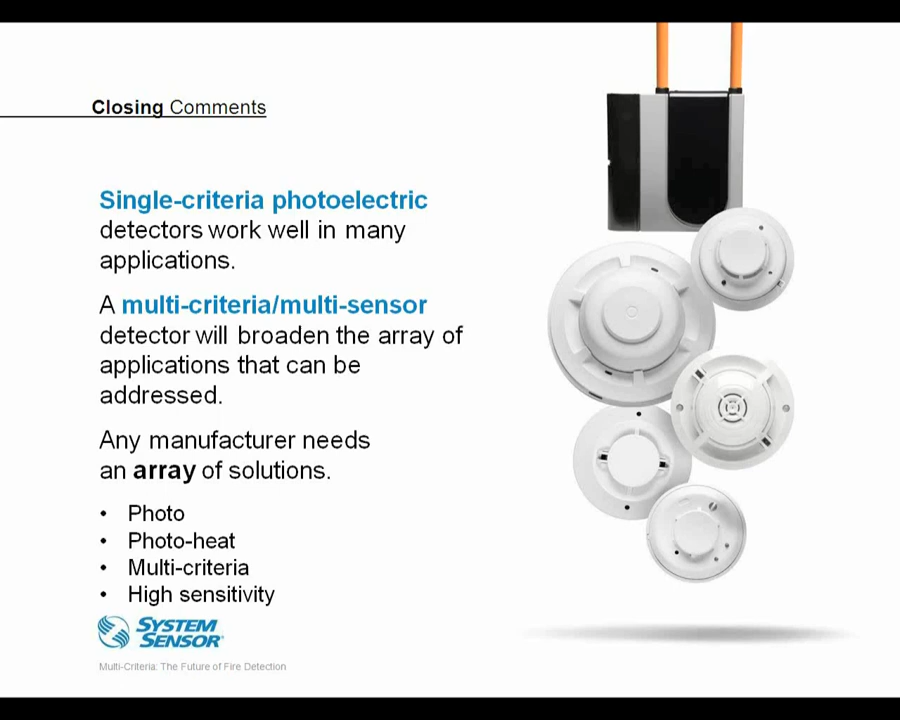 Closing Comments
Single-criteria photoelectric
detectors work well in many
applications.
A multi-criteria/multi-sensor
detector will broaden the array of
applications that can be
addressed.
Any manufacturer needs
an array of solutions.
• Photo
• Photo-heat
• Multi-criteria
• High sensitivity
SYSTEM
SENSOR
Multi-Criteria: The Future of Fire Detection